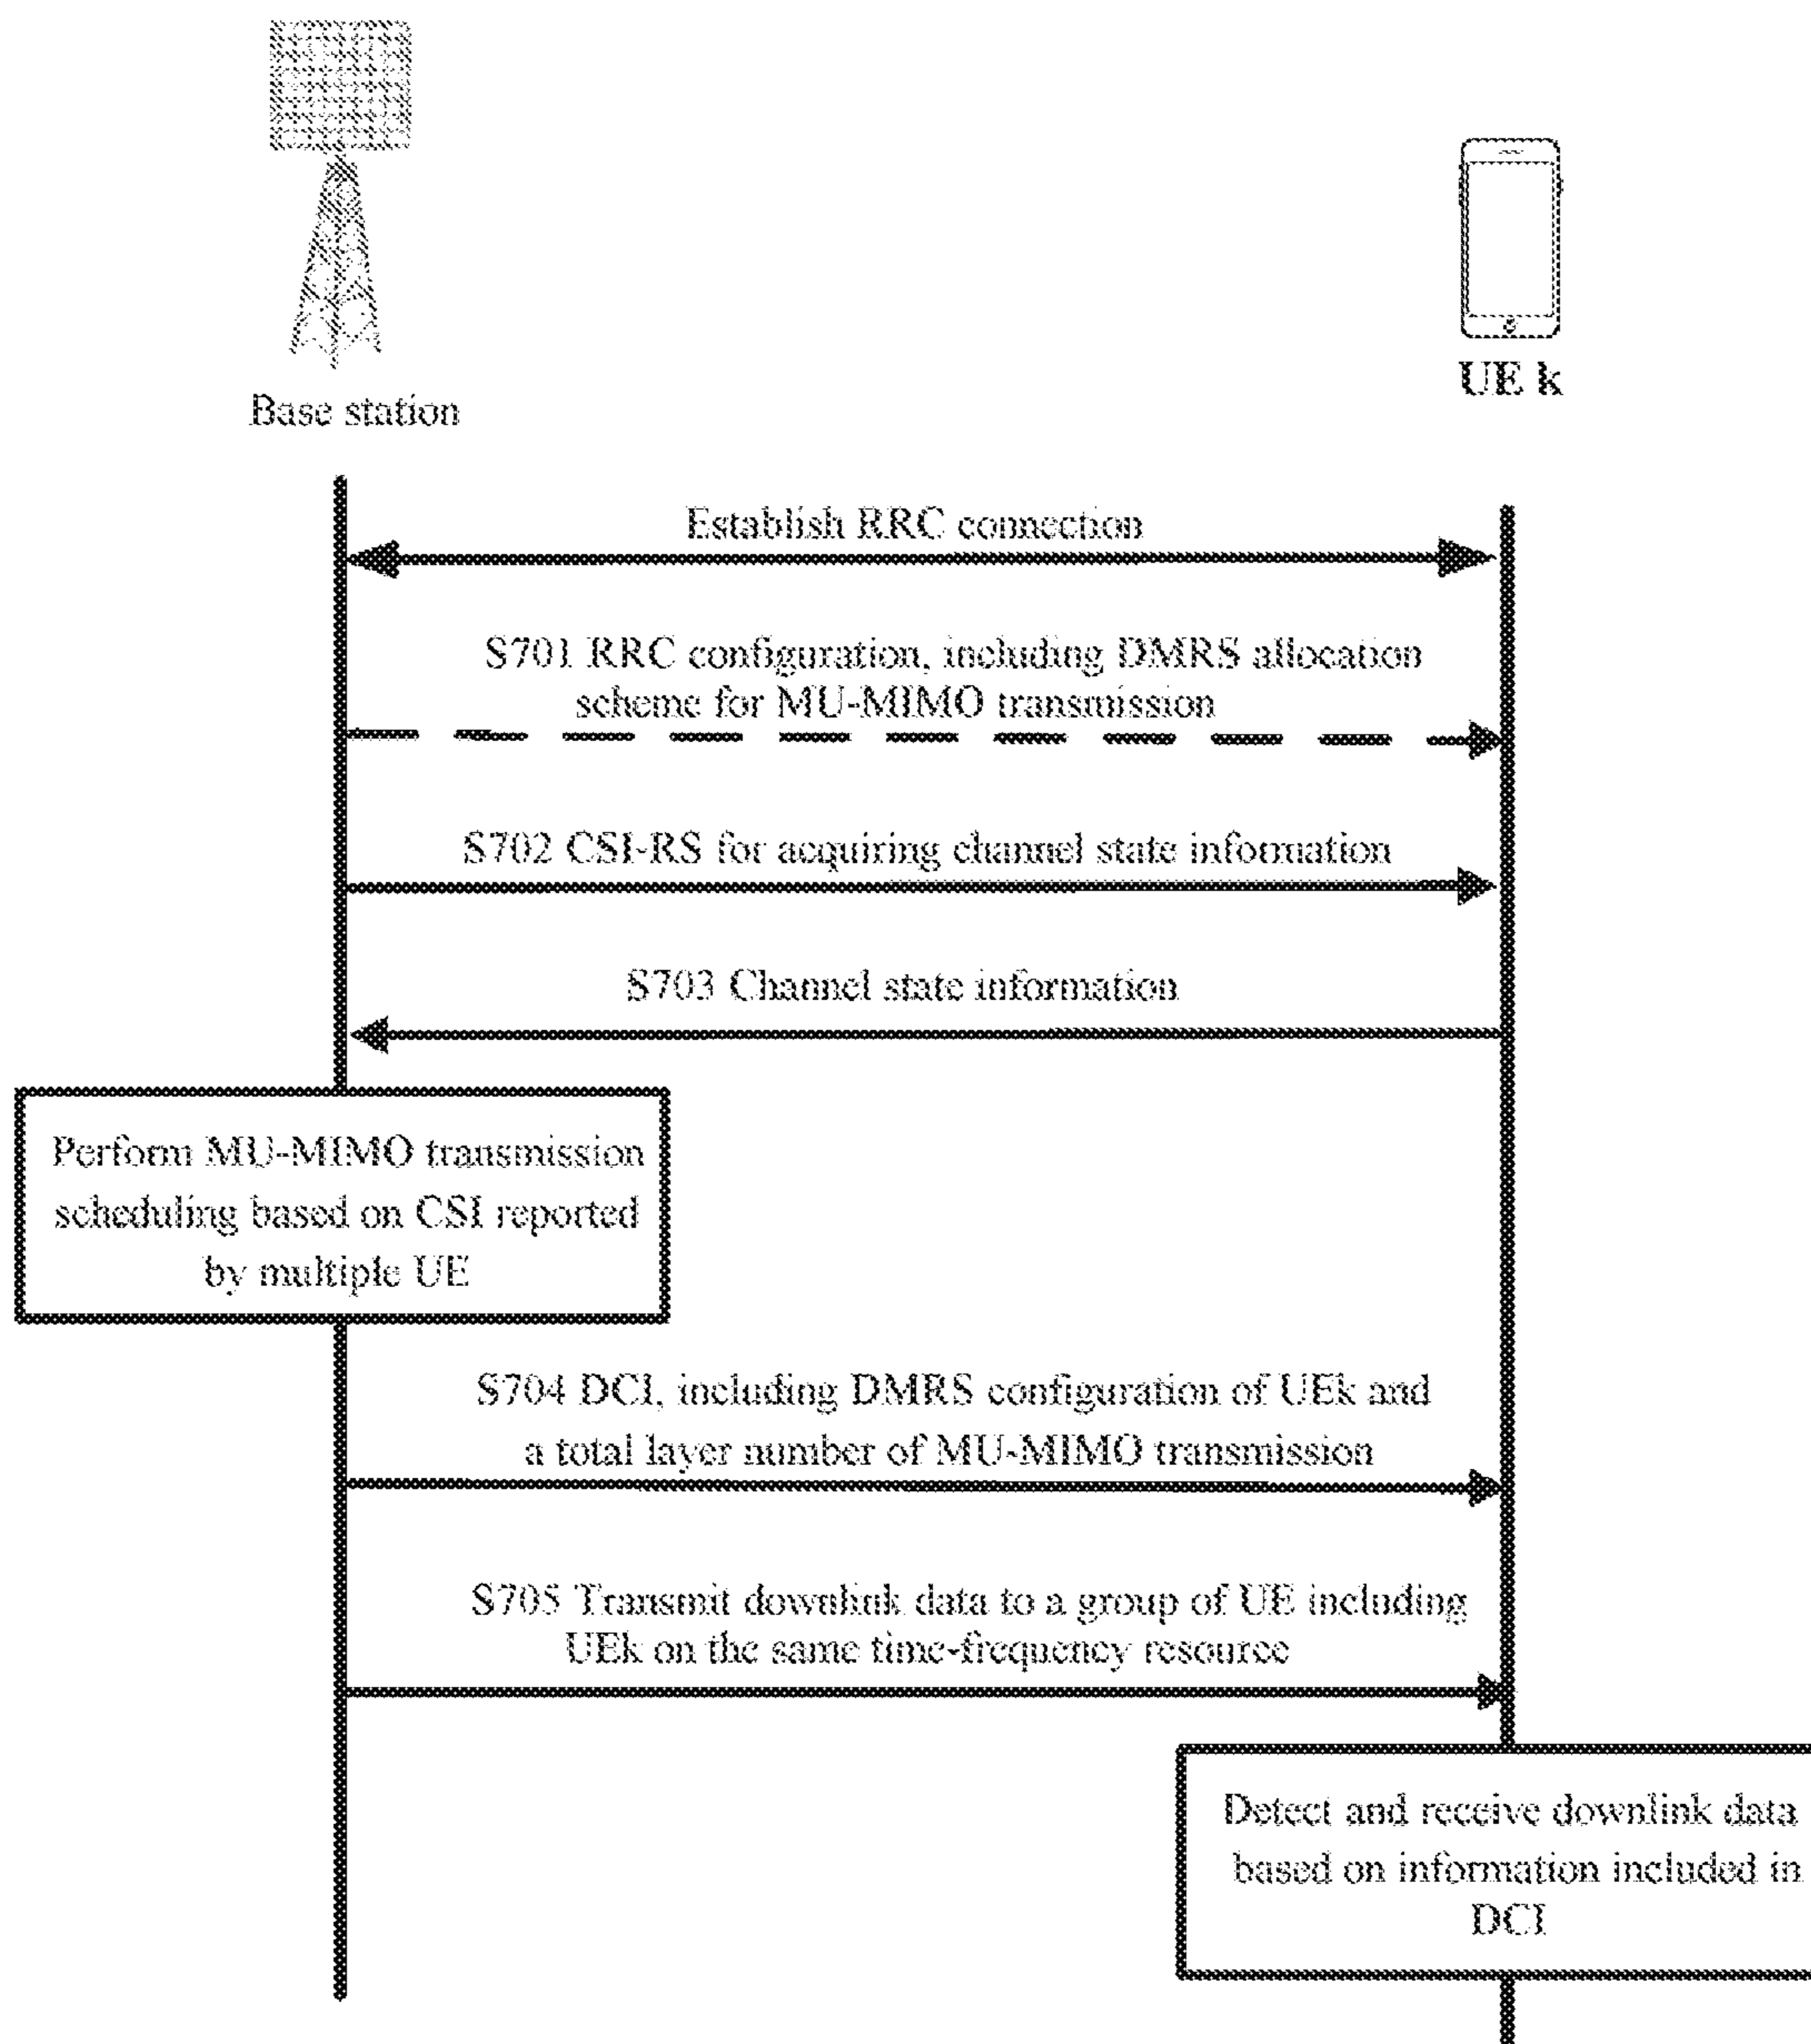 Base station
UE k
Establish RRC connection
S701 RRC configuration, including DMRS allocation
scheme for MU-MIMO transmission
S702 CSI-RS for acquiring channel state information
S703 Channel state information
Perform MU-MIMO transmission
scheduling based on CSI reported
by multiple UE
S704 DCI, including DMRS configuration of UEk and
a total layer number of MU-MIMO transmission
S705 Transmit downlink data to a group of UE including
UEk on the same time-frequency resource
Detect and receive downlink data
based on information included in
DCI